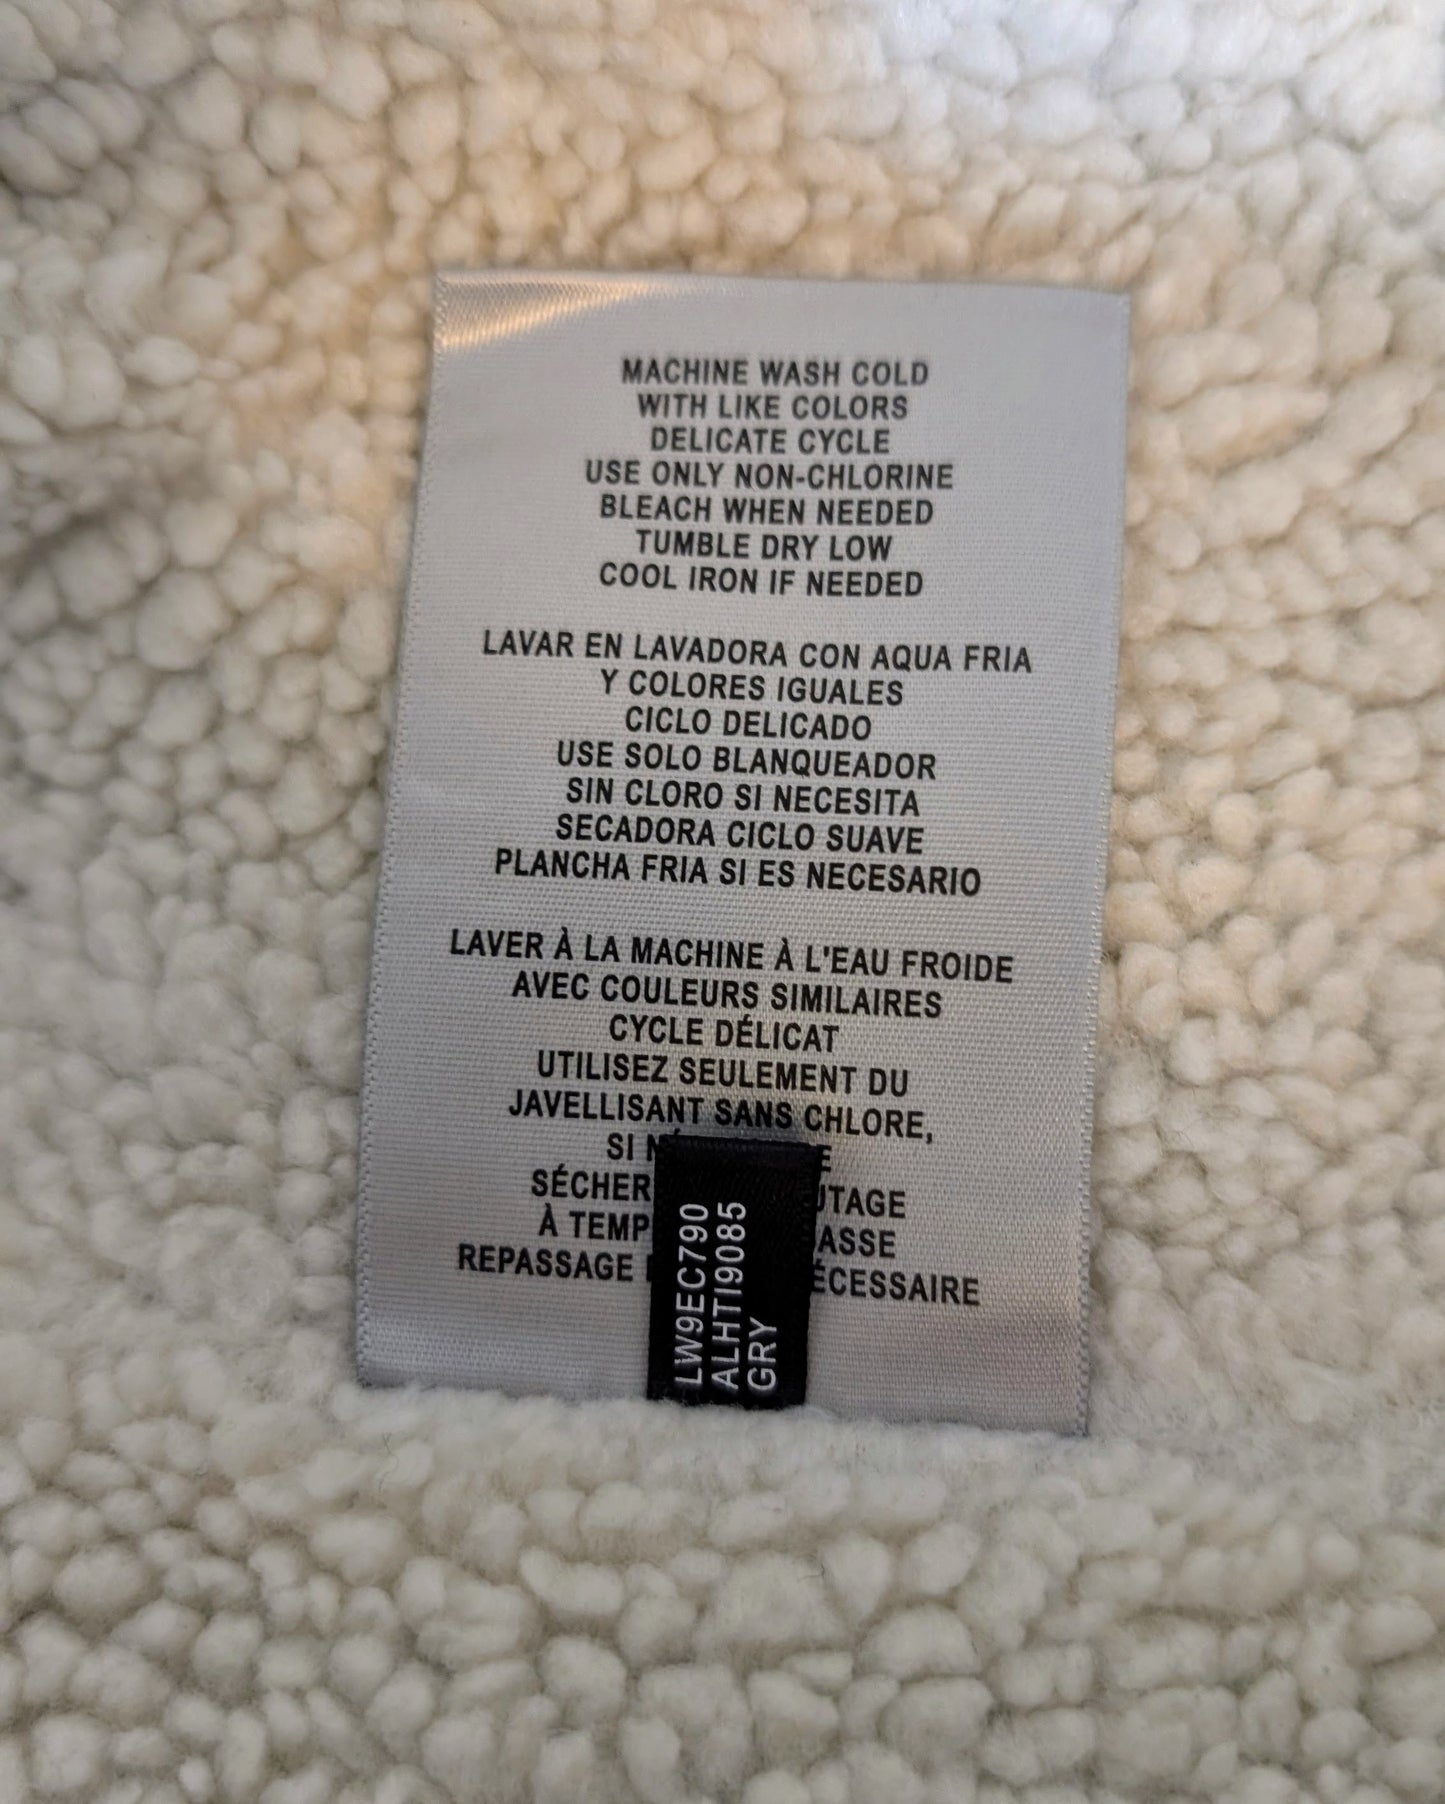 MACHINE WASH COLD
WITH LIKE COLORS
DELICATE CYCLE
USE ONLY NON-CHLORINE
BLEACH WHEN NEEDED
TUMBLE DRY LOW
COOL IRON IF NEEDED
LAVAR EN LAVADORA CON AQUA FRIA
Y COLORES IGUALES
CICLO DELICADO
USE SOLO BLANQUEADOR
SIN CLORO SI NECESITA
SECADORA CICLO SUAVE
PLANCHA FRIA SI ES NECESARIO
LAVER À LA MACHINE À L'EAU FROIDE
AVEC COULEURS SIMILAIRES
CYCLE DÉLICAT
UTILISEZ SEULEMENT DU
JAVELLISANT SANS CHLORE,
SI
SÉCHER
À
REPASSAGE
LW9EC790
ALHTI9085
GRY